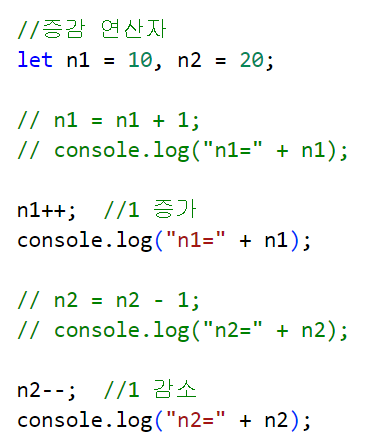 //증감 연산자
let n1 = 10, n2 = 20;
// n1 = n1 + 1;
// console.log("n1=" + n1);
n1++;  //1 증가
console.log("n1=" + n1);
// n2 = n2 - 1;
// console.log("n2=" + n2);
n2--;  //1 감소
console.log("n2=" + n2);